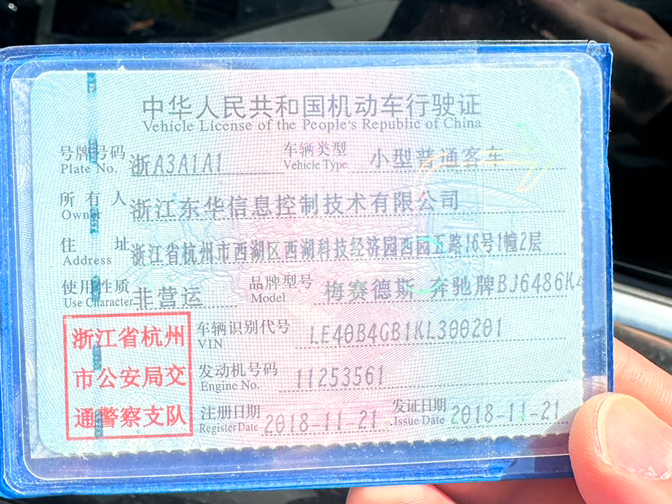 中华人民共和国机动车行驶证
Vehicle License of the People's Republic of China
号牌号码 浙A3A1A1 车辆类型 小型普通客车
Plate No. Vehicle Type
所有人 浙江东华信息控制技术有限公司
Owner
住址 浙江省杭州市西湖区西湖科技经济园西园五路16号1幢2层
Address
使用性质 非营运 品牌型号 梅赛德斯-奔驰牌BJ6486K4
Use Character Model
浙江省杭州
市公安局交
通警察支队
车辆识别代号 LE40B4GB1KL300201
VIN
发动机号码 11253561
Engine No.
注册日期 2018-11-21 发证日期 2018-11-21
Register Date Issue Date